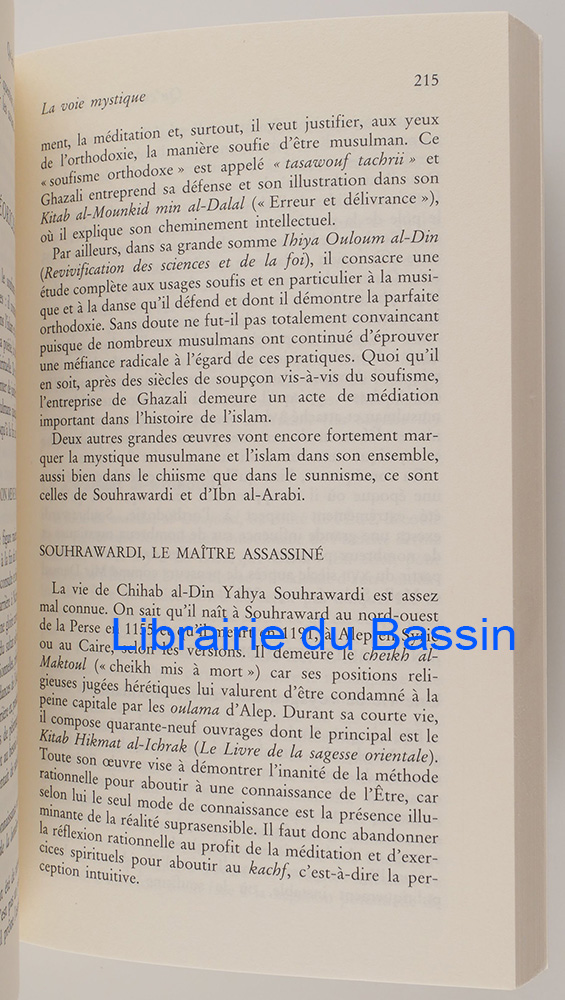 La voie mystique
215
ment, la méditation et, surtout, il veut justifier, aux yeux
de l'orthodoxie, la manière soufie d'être musulman. Ce
« soufisme orthodoxe » est appelé « tasawouf tachrii » et
Ghazali entreprend sa défense et son illustration dans son
Kitab al-Mounkid min al-Dalal (« Erreur et délivrance »),
où il explique son cheminement intellectuel.
Par ailleurs, dans sa grande somme Ihiya Ouloum al-Din
(Revivification des sciences et de la foi), il consacre une
étude complète aux usages soufis et en particulier à la musi-
que et à la danse qu'il défend et dont il démontre la parfaite
orthodoxie. Sans doute ne fut-il pas totalement convaincant
puisque de nombreux musulmans ont continué d'éprouver
une méfiance radicale à l'égard de ces pratiques. Quoi qu'il
en soit, après des siècles de soupçon vis-à-vis du soufisme,
l'entreprise de Ghazali demeure un acte de médiation
important dans l'histoire de l'islam.
Deux autres grandes œuvres vont encore fortement mar-
quer la mystique musulmane et l'islam dans son ensemble,
aussi bien dans le chiisme que dans le sunnisme, ce sont
celles de Souhrawardi et d'Ibn al-Arabi.
SOUHRAWARDI, LE MAÎTRE ASSASSINÉ
La vie de Chihab al-Din Yahya Souhrawardi est assez
mal connue. On sait qu'il naît à Souhraward au nord-ouest
de la Perse en 1155 et qu'il meurt en 1191, à Alep en Syrie
ou au Caire, selon les versions. Il demeure le cheikh al-
Maktoul (« cheikh mis à mort ») car ses positions reli-
gieuses jugées hérétiques lui valurent d'être condamné à la
peine capitale par les oulama d'Alep. Durant sa courte vie,
il compose quarante-neuf ouvrages dont le principal est le
Kitab Hikmat al-Ichrak (Le Livre de la sagesse orientale).
Toute son œuvre vise à démontrer l'inanité de la méthode
rationnelle pour aboutir à une connaissance de l'Être, car
selon lui le seul mode de connaissance est la présence illu-
minante de la réalité suprasensible. Il faut donc abandonner
la réflexion rationnelle au profit de la méditation et d'exer-
cices spirituels pour aboutir au kachf, c'est-à-dire la per-
ception intuitive.
Librairie du Bassin